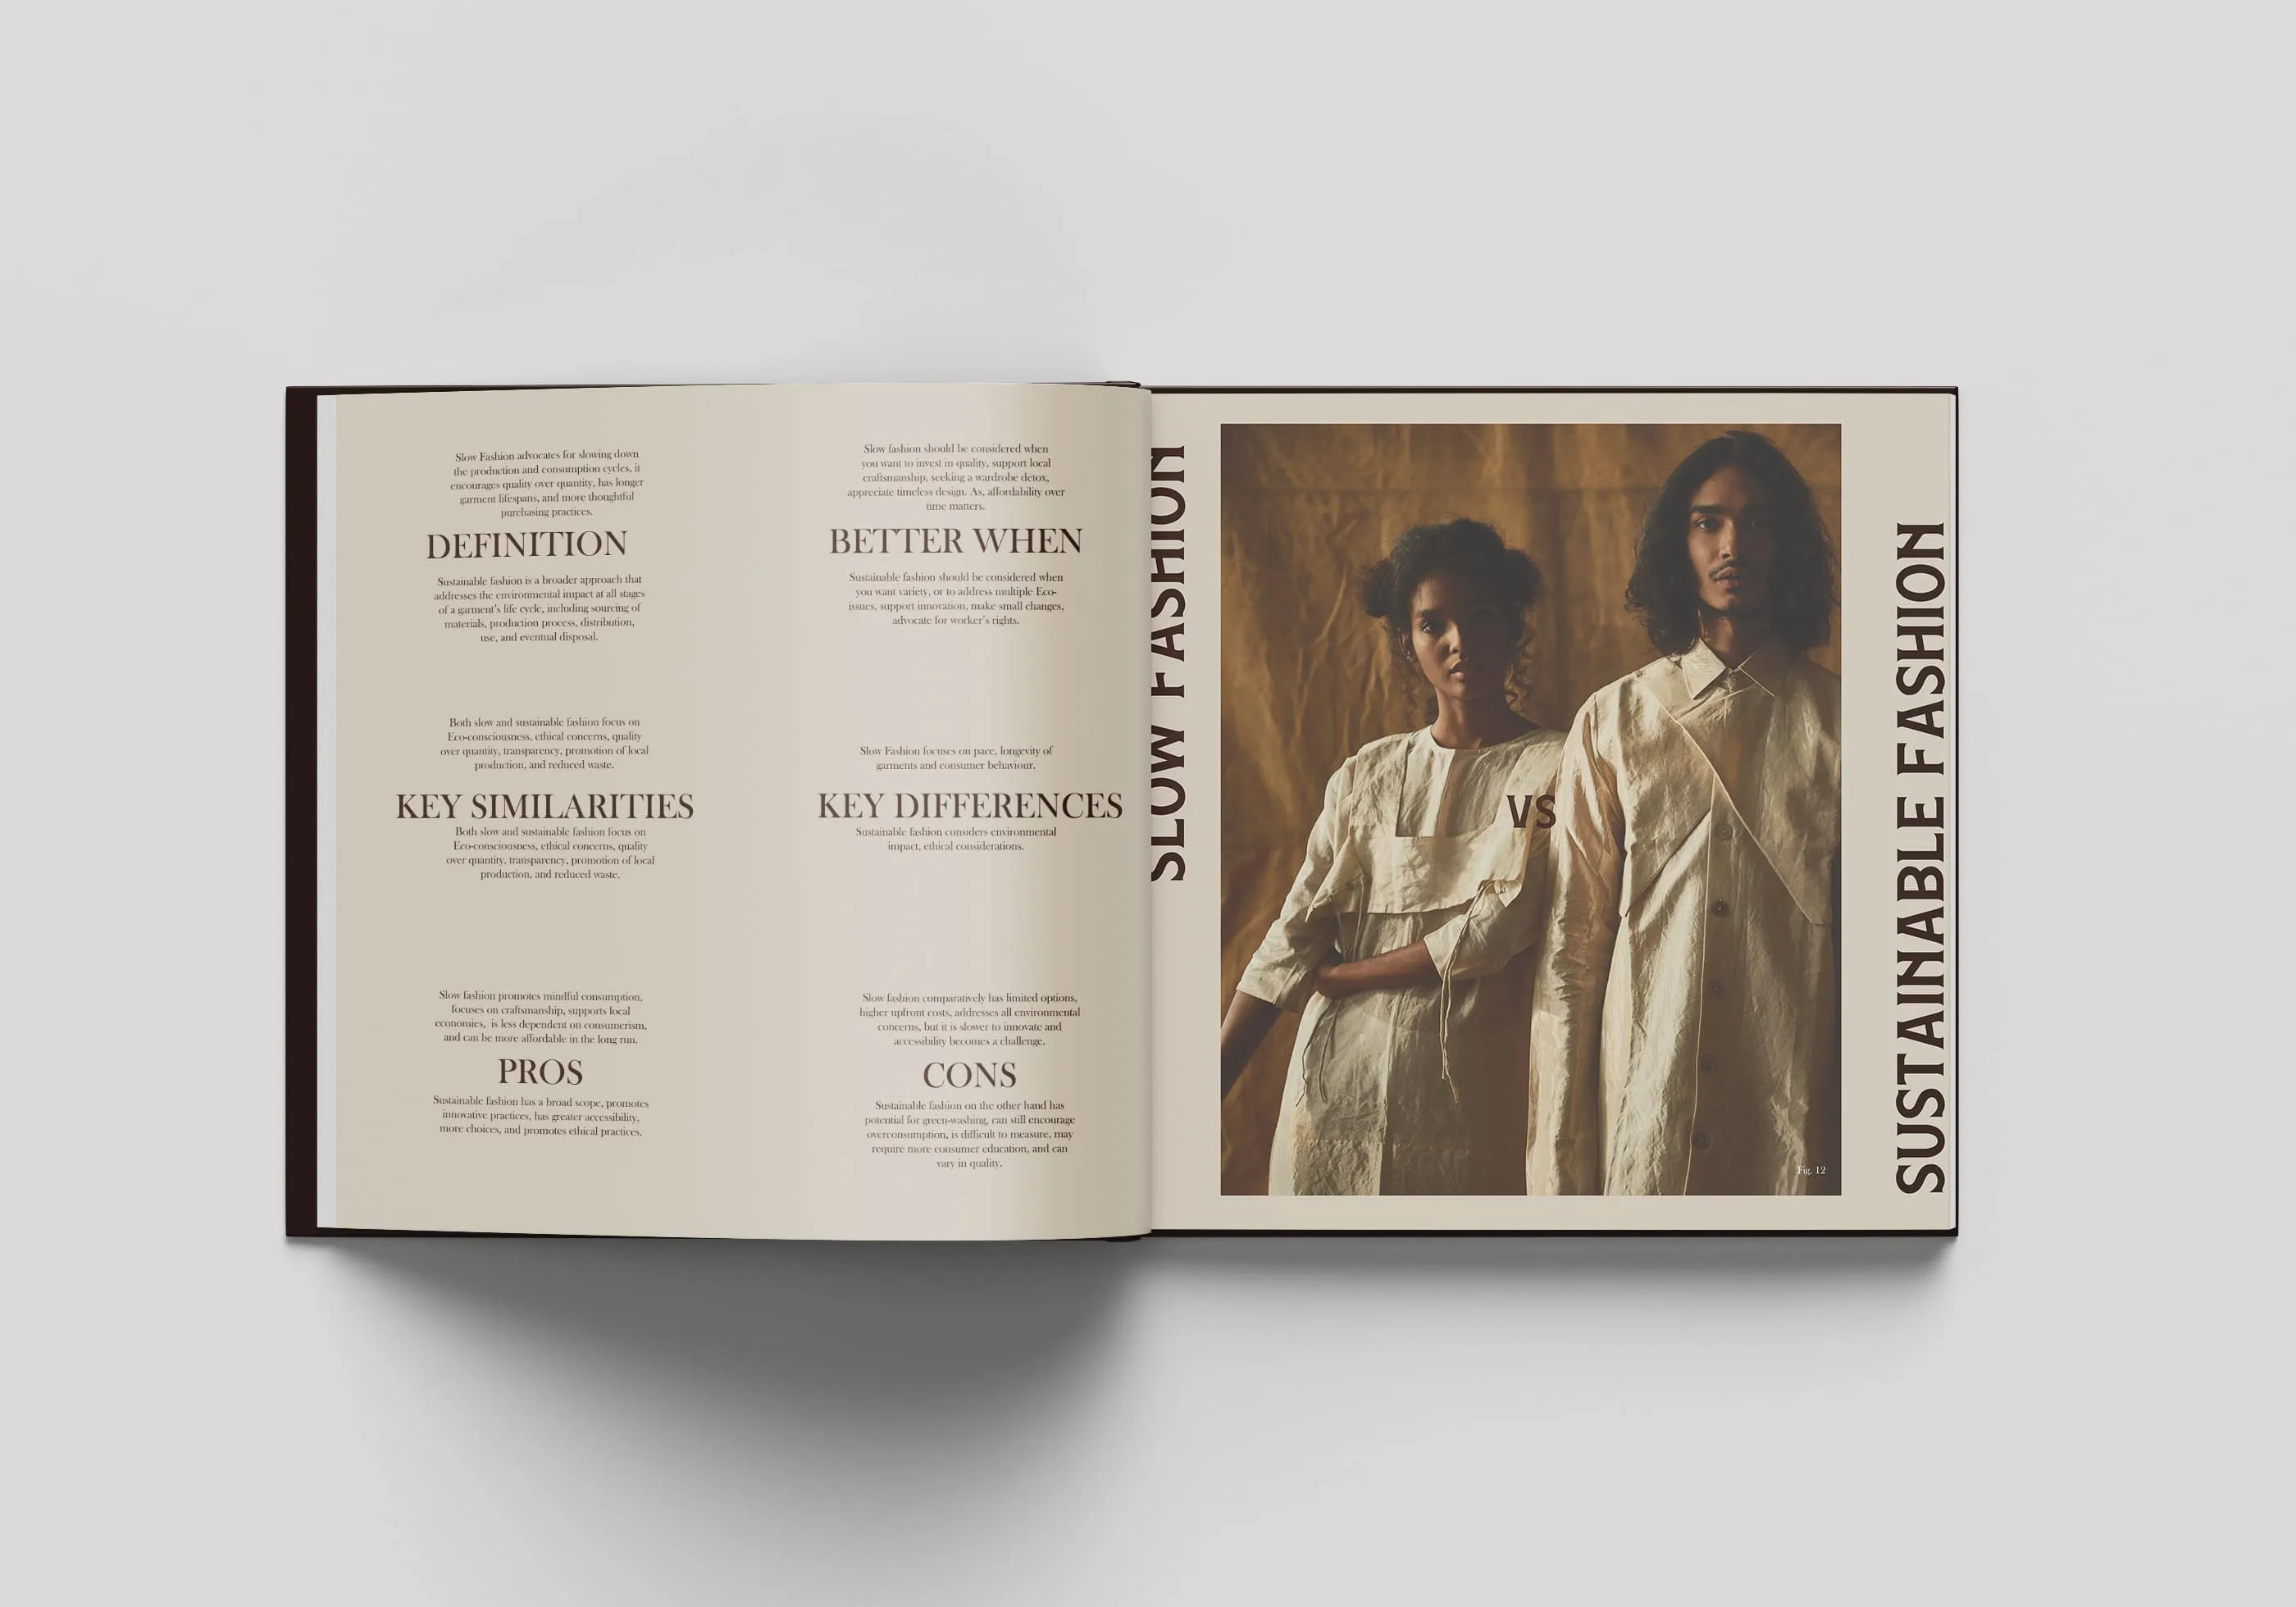 Slow Fashion advocates for slowing down
the production and consumption cycles, it
encourages quality over quantity, has longer
garment lifespans, and more thoughtful
purchasing practices.
DEFINITION
Sustainable fashion is a broader approach that
addresses the environmental impact at all stages
of a garment's life cycle, including sourcing of
materials, production process, distribution,
use, and eventual disposal.
Slow fashion should be considered when
you want to invest in quality, support local
craftsmanship, seeking a wardrobe detox,
appreciate timeless design. As, affordability over
time matters.
BETTER WHEN
Sustainable fashion should be considered when
you want variety, or to address multiple Eco-
issues, support innovation, make small changes,
advocate for worker's rights.
Both slow and sustainable fashion focus on
Eco-consciousness, ethical concerns, quality
over quantity, transparency, promotion of local
production, and reduced waste.
KEY SIMILARITIES
Both slow and sustainable fashion focus on
Eco-consciousness, ethical concerns, quality
over quantity, transparency, promotion of local
production, and reduced waste.
Slow Fashion focuses on pace, longevity of
garments and consumer behaviour.
KEY DIFFERENCES
Sustainable fashion considers environmental
impact, ethical considerations.
Slow fashion promotes mindful consumption,
focuses on craftsmanship, supports local
economies, is less dependent on consumerism,
and can be more affordable in the long run.
PROS
Sustainable fashion has a broad scope, promotes
innovative practices, has greater accessibility,
more choices, and promotes ethical practices.
Slow fashion comparatively has limited options,
higher upfront costs, addresses all environmental
concerns, but it is slower to innovate and
accessibility becomes a challenge.
CONS
Sustainable fashion on the other hand has
potential for green-washing, can still encourage
overconsumption, is difficult to measure, may
require more consumer education, and can
vary in quality.
SLOW FASHION
VS
SUSTAINABLE FASHION
Fig. 12